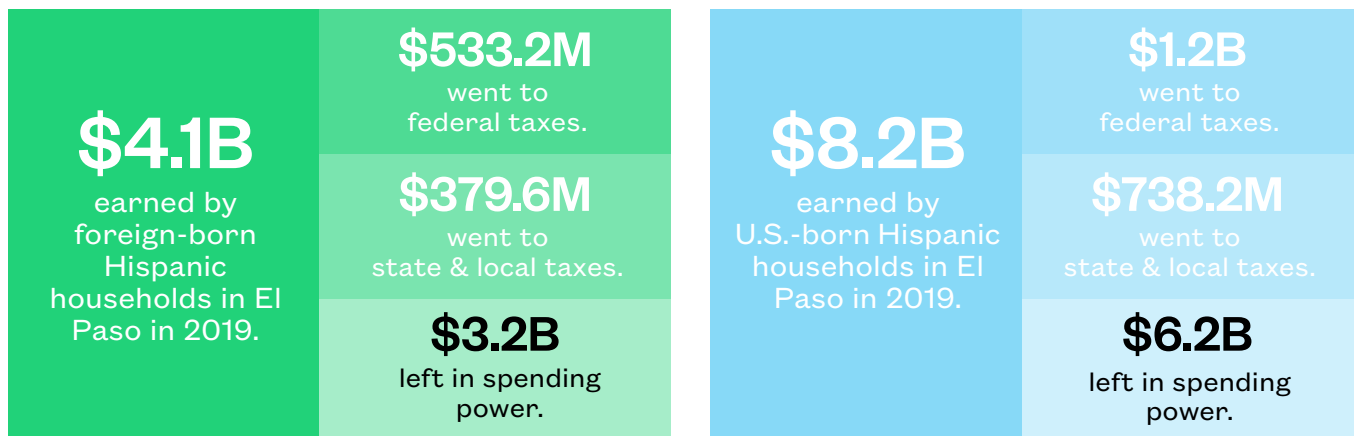 $4.1B
earned by
foreign-born
Hispanic
households in El
Paso in 2019.
$533.2M
went to
federal taxes.
$379.6M
went to
state & local taxes.
$3.2B
left in spending
power.
$8.2B
earned by
U.S.-born Hispanic
households in El
Paso in 2019.
$1.2B
went to
federal taxes.
$738.2M
went to
state & local taxes.
$6.2B
left in spending
power.